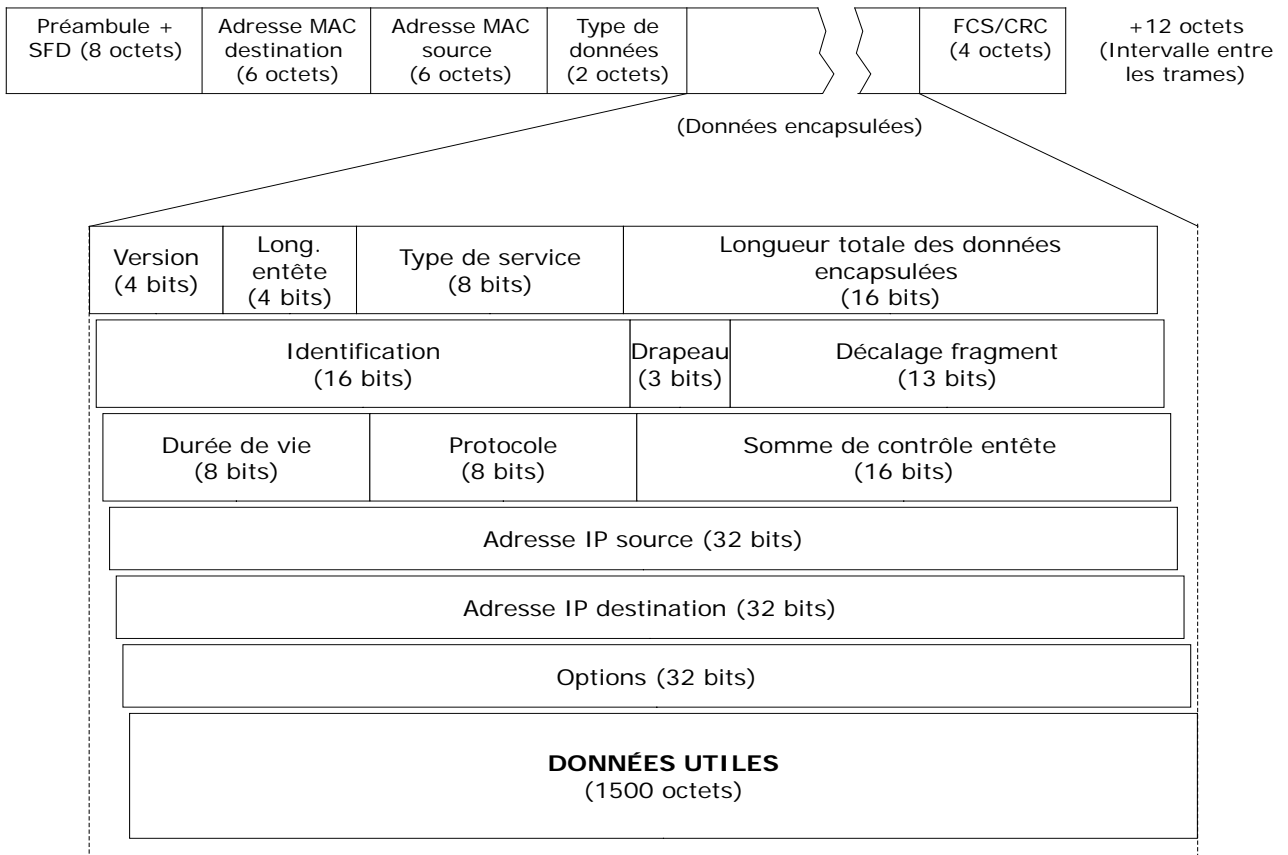 Préambule +
SFD (8 octets)
Adresse MAC
destination
(6 octets)
Adresse MAC
source
(6 octets)
Type de
données
(2 octets)
FCS/CRC
(4 octets)
+12 octets
(Intervalle entre
les trames)
(Données encapsulées)
Version
(4 bits)
Long.
entête
(4 bits)
Type de service
(8 bits)
Longueur totale des données
encapsulées
(16 bits)
Identification
(16 bits)
Drapeau
(3 bits)
Décalage fragment
(13 bits)
Durée de vie
(8 bits)
Protocole
(8 bits)
Somme de contrôle entête
(16 bits)
Adresse IP source (32 bits)
Adresse IP destination (32 bits)
Options (32 bits)
DONNÉES UTILES
(1500 octets)